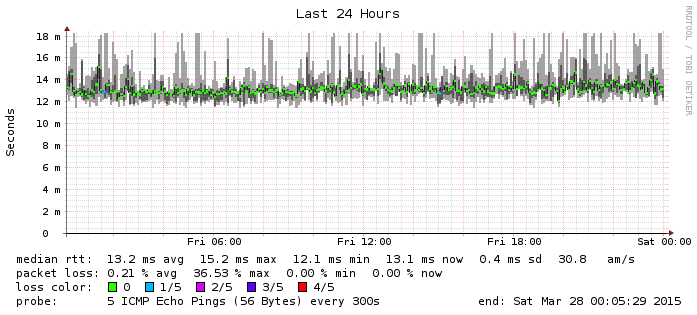 Last 24 Hours
RRDTOOL / TOBI OETIKER
Seconds
18 m
16 m
14 m
12 m
10 m
8 m
6 m
4 m
2 m
0
Fri 06:00 Fri 12:00 Fri 18:00 Sat 00:00
median rtt: 13.2 ms avg 15.2 ms max 12.1 ms min 13.1 ms now 0.4 ms sd 30.8 am/s
packet loss: 0.21 % avg 36.53 % max 0.00 % min 0.00 % now
loss color: 0 1/5 2/5 3/5 4/5
probe: 5 ICMP Echo Pings (56 Bytes) every 300s end: Sat Mar 28 00:05:29 2015